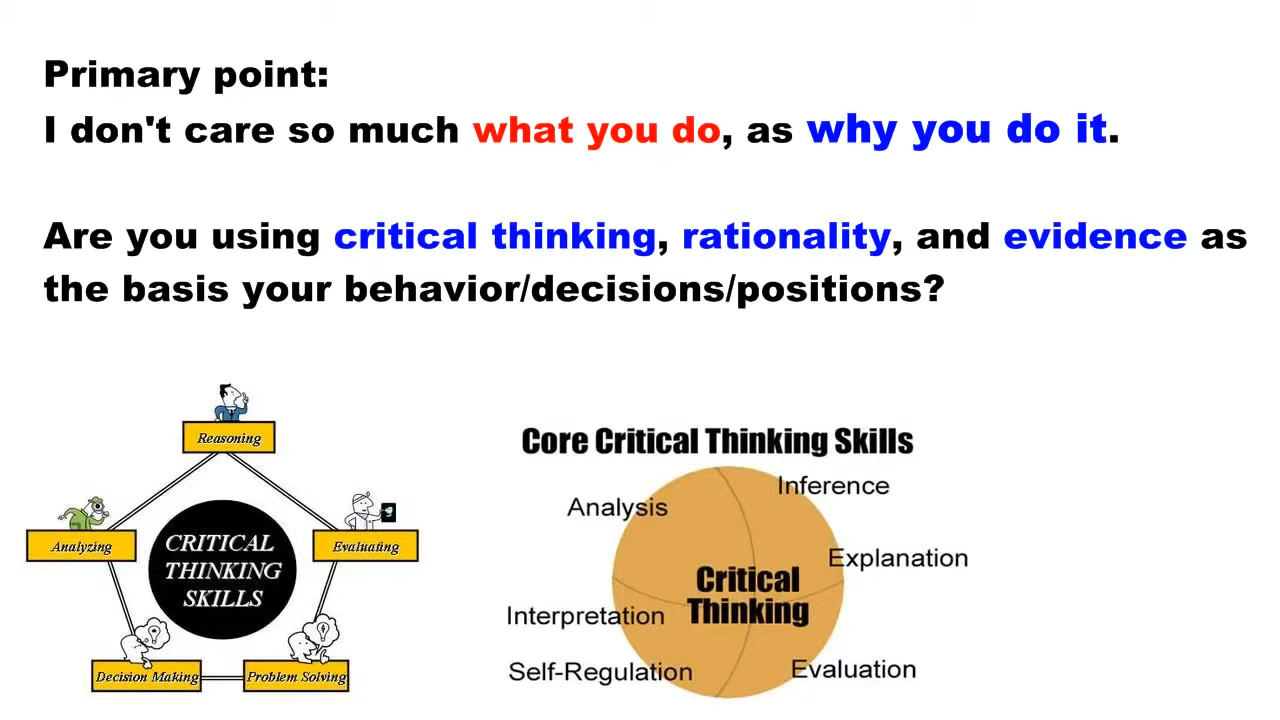 Primary point:
I don't care so much what you do, as why you do it.
Are you using critical thinking, rationality, and evidence as
the basis your behavior/decisions/positions?
Reasoning
Analyzing
Evaluating
CRITICAL
THINKING
SKILLS
Decision Making
Problem Solving
Core Critical Thinking Skills
Analysis
Inference
Explanation
Critical
Thinking
Interpretation
Self-Regulation
Evaluation